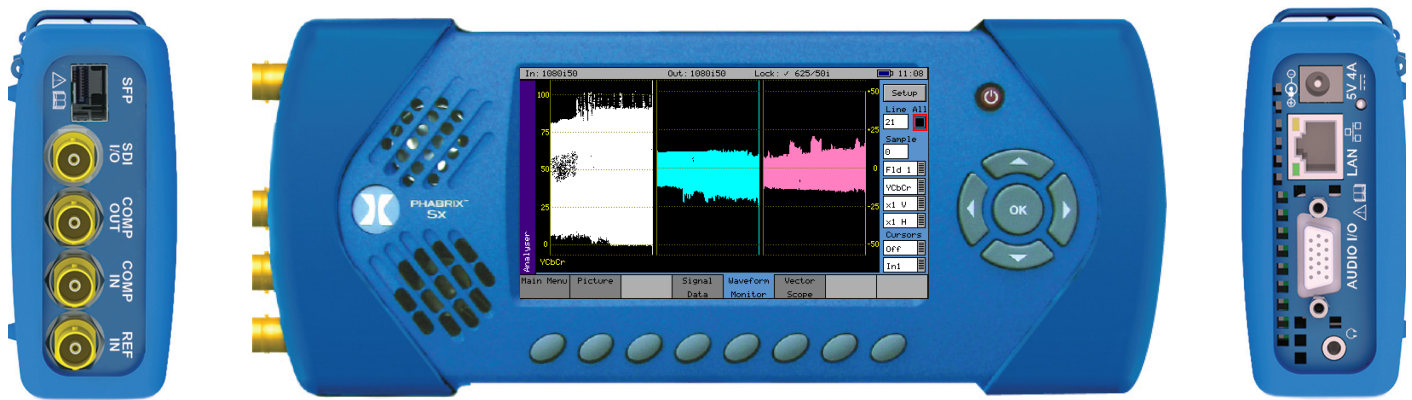 SFP
SDI
I/O
COMP
OUT
COMP
IN
REF
IN
PHABRIX™
Sx
In: 1080i50 Out: 1080i50 Lock: ✓ 625/50i 11:08
Analyser
100
75
50
25
0
YCbCr
+50
+25
0
-25
-50
Setup
Line All
21
Sample
0
Fld 1
YCbCr
x1 V
x1 H
Cursors
Off
In1
Main Menu
Picture
Signal
Data
Waveform
Monitor
Vector
Scope
OK
5V 4A
LAN
AUDIO I/O